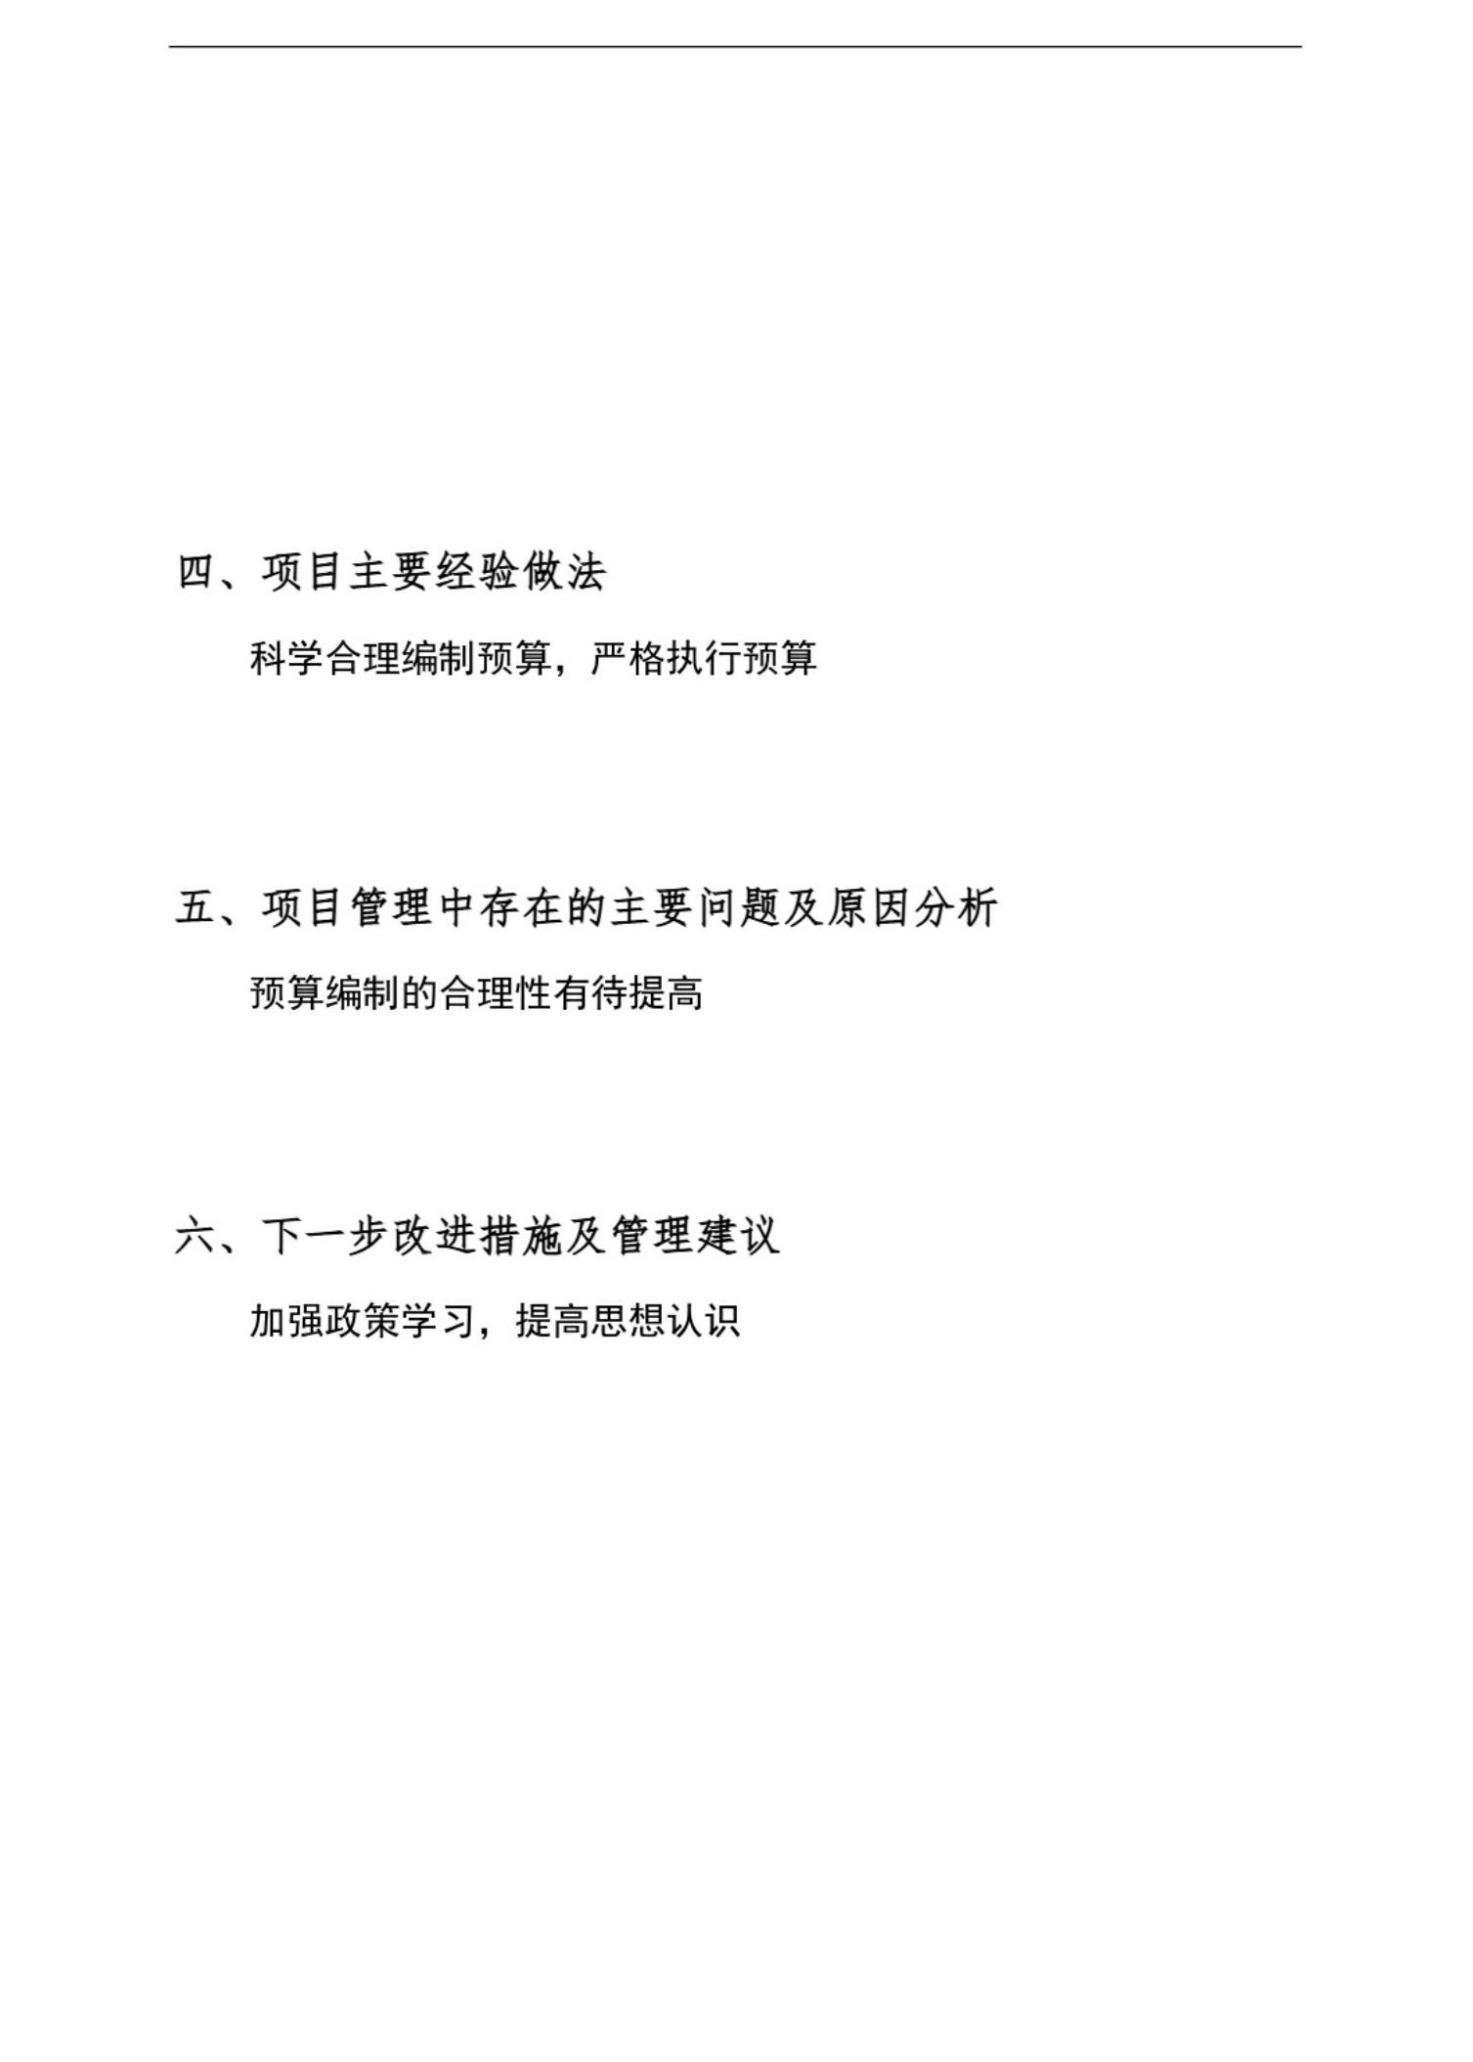 四、项目主要经验做法
科学合理编制预算，严格执行预算
五、项目管理中存在的主要问题及原因分析
预算编制的合理性有待提高
六、下一步改进措施及管理建议
加强政策学习，提高思想认识